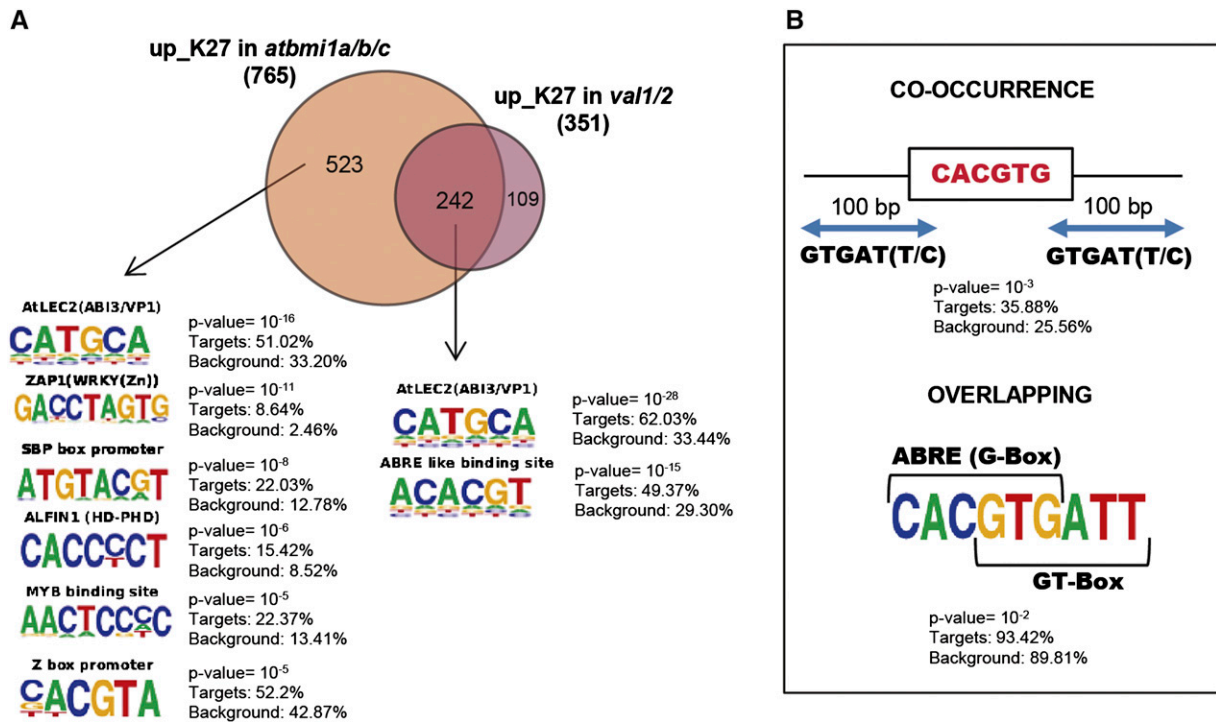 A
up_K27 in atbmi1a/b/c
(765)
up_K27 in val1/2
(351)
523
242
109
AtLEC2(ABI3/VP1)
CATGCA
p-value= 10-16
Targets: 51.02%
Background: 33.20%
ZAP1(WRKY(Zn))
GACCTAGTG
p-value= 10-11
Targets: 8.64%
Background: 2.46%
SBP box promoter
ATGTACGT
p-value= 10-8
Targets: 22.03%
Background: 12.78%
ALFIN1 (HD-PHD)
CACCCCT
p-value= 10-6
Targets: 15.42%
Background: 8.52%
MYB binding site
AACTCCCC
p-value= 10-5
Targets: 22.37%
Background: 13.41%
Z box promoter
CACGTA
p-value= 10-5
Targets: 52.2%
Background: 42.87%
AtLEC2(ABI3/VP1)
CATGCA
p-value= 10-28
Targets: 62.03%
Background: 33.44%
ABRE like binding site
ACACGT
p-value= 10-15
Targets: 49.37%
Background: 29.30%
B
CO-OCCURRENCE
CACGTG
100 bp
100 bp
GTGAT(T/C)
GTGAT(T/C)
p-value= 10-3
Targets: 35.88%
Background: 25.56%
OVERLAPPING
ABRE (G-Box)
CACGTGATT
GT-Box
p-value= 10-2
Targets: 93.42%
Background: 89.81%